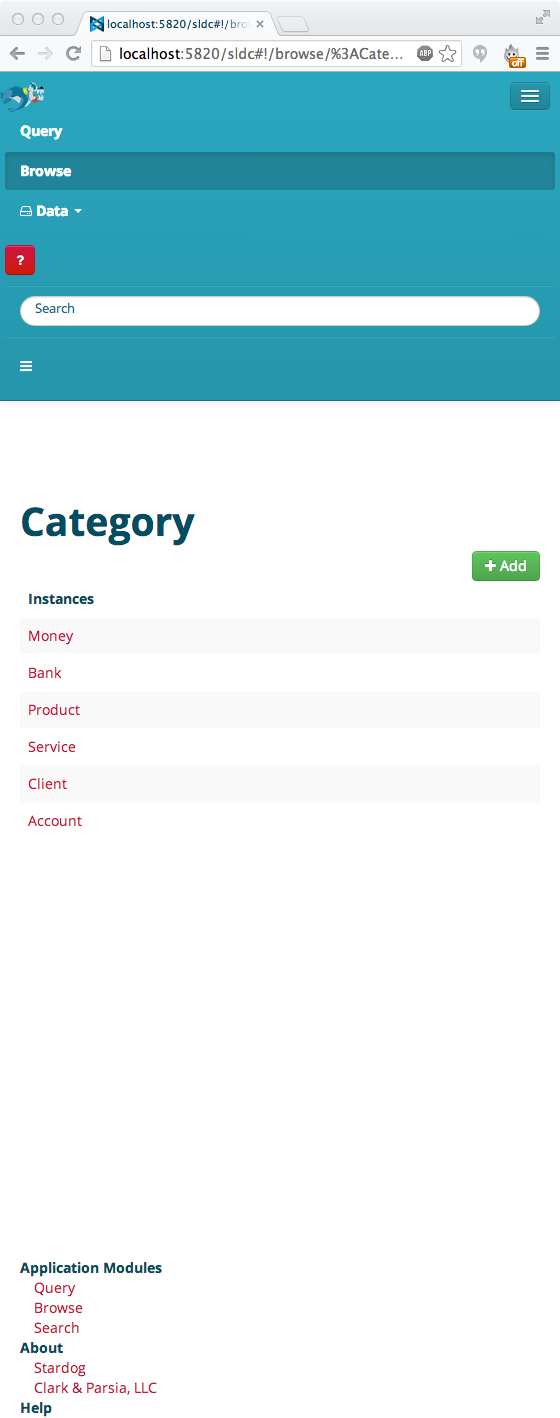 localhost:5820/sldc#!/bro
localhost:5820/sldc#!/browse/%3ACate...
ABP
off
Query
Browse
Data
?
Search
Category
+ Add
Instances
Money
Bank
Product
Service
Client
Account
Application Modules
Query
Browse
Search
About
Stardog
Clark & Parsia, LLC
Help